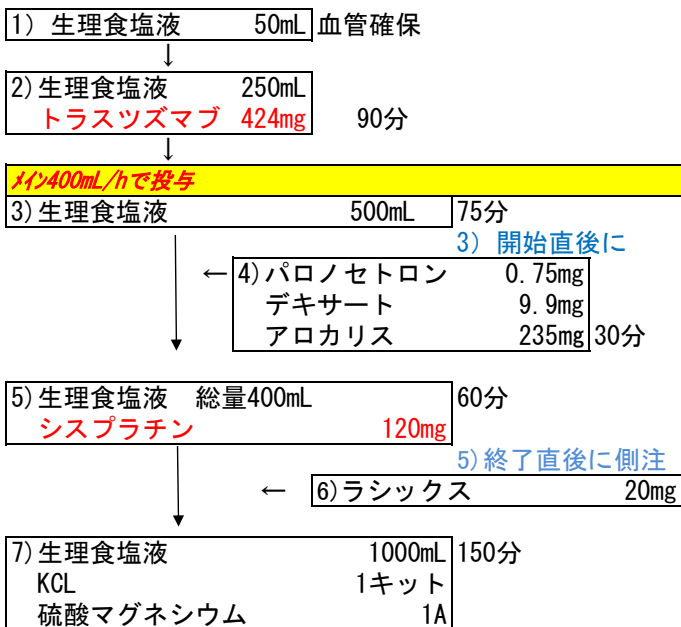 1) 生理食塩液 50mL 血管確保
↓
2)生理食塩液 250mL
トラスツズマブ 424mg 90分
↓
メイン400mL/hで投与
3)生理食塩液 500mL 75分
3) 開始直後に
←4)パロノセトロン 0.75mg
デキサート 9.9mg
アロカリス 235mg 30分
5)生理食塩液 総量400mL 60分
シスプラチン 120mg
5)終了直後に側注
← 6)ラシックス 20mg
7)生理食塩液 1000mL 150分
KCL 1キット
硫酸マグネシウム 1A